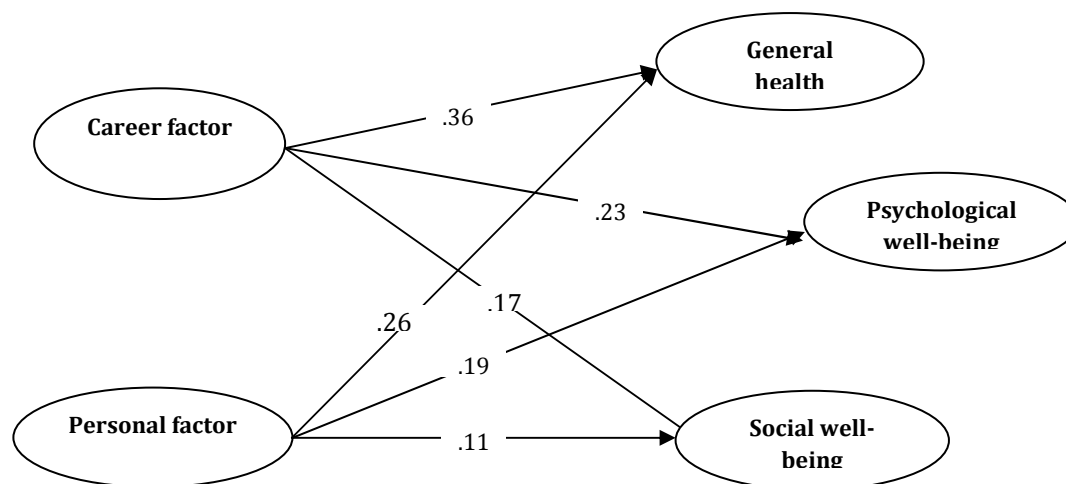 General
health
Career factor
.36
Psychological
well-being
.23
.17
.26
.19
Personal factor
Social well-
being
.11